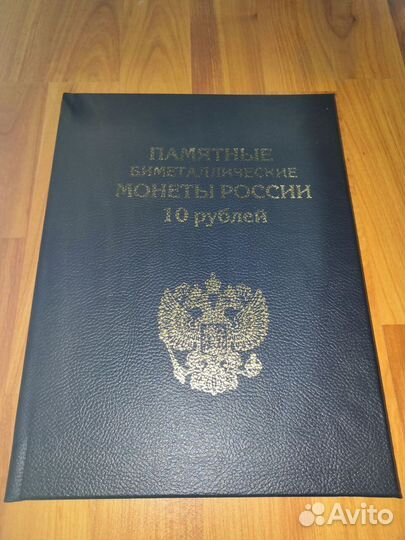 ПАМЯТНЫЕ
БИМЕТАЛЛИЧЕСКИЕ
МОНЕТЫ РОССИИ
10 рублей
Avito